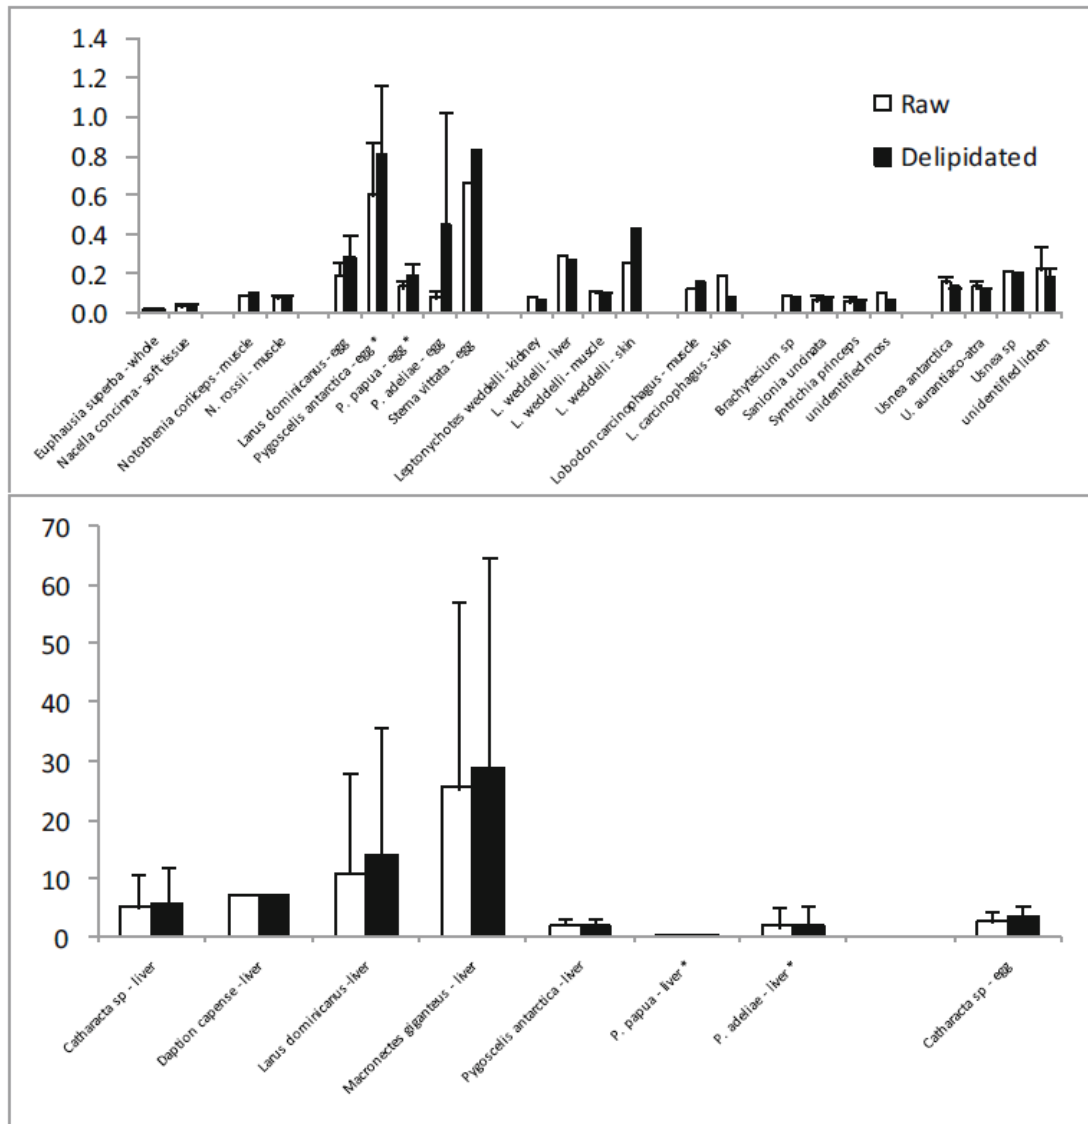 1.4
1.2
1.0
0.8
0.6
0.4
0.2
0.0
Raw
Delipidated
Euphausia superba - whole
Nacella concinna - soft tissue
Notothenia coriiceps - muscle
N. rossii - muscle
Larus dominicanus - egg
Pygoscelis antarctica - egg *
P. papua - egg *
P. adeliae - egg
Sterna vittata - egg
Leptonychotes weddelli - kidney
L. weddelli - liver
L. weddelli - muscle
L. weddelli - skin
Lobodon carcinophagus - muscle
L. carcinophagus - skin
Brachytecium sp
Sanionia undinata
Syntrichia princeps
unidentified moss
Usnea antarctica
U. aurantiaco-atra
Usnea sp
unidentified lichen
70
60
50
40
30
20
10
0
Catharacta sp - liver
Daption capense - liver
Larus dominicanus - liver
Macronectes giganteus - liver
Pygoscelis antarctica - liver
P. papua - liver *
P. adeliae - liver *
Catharacta sp - egg